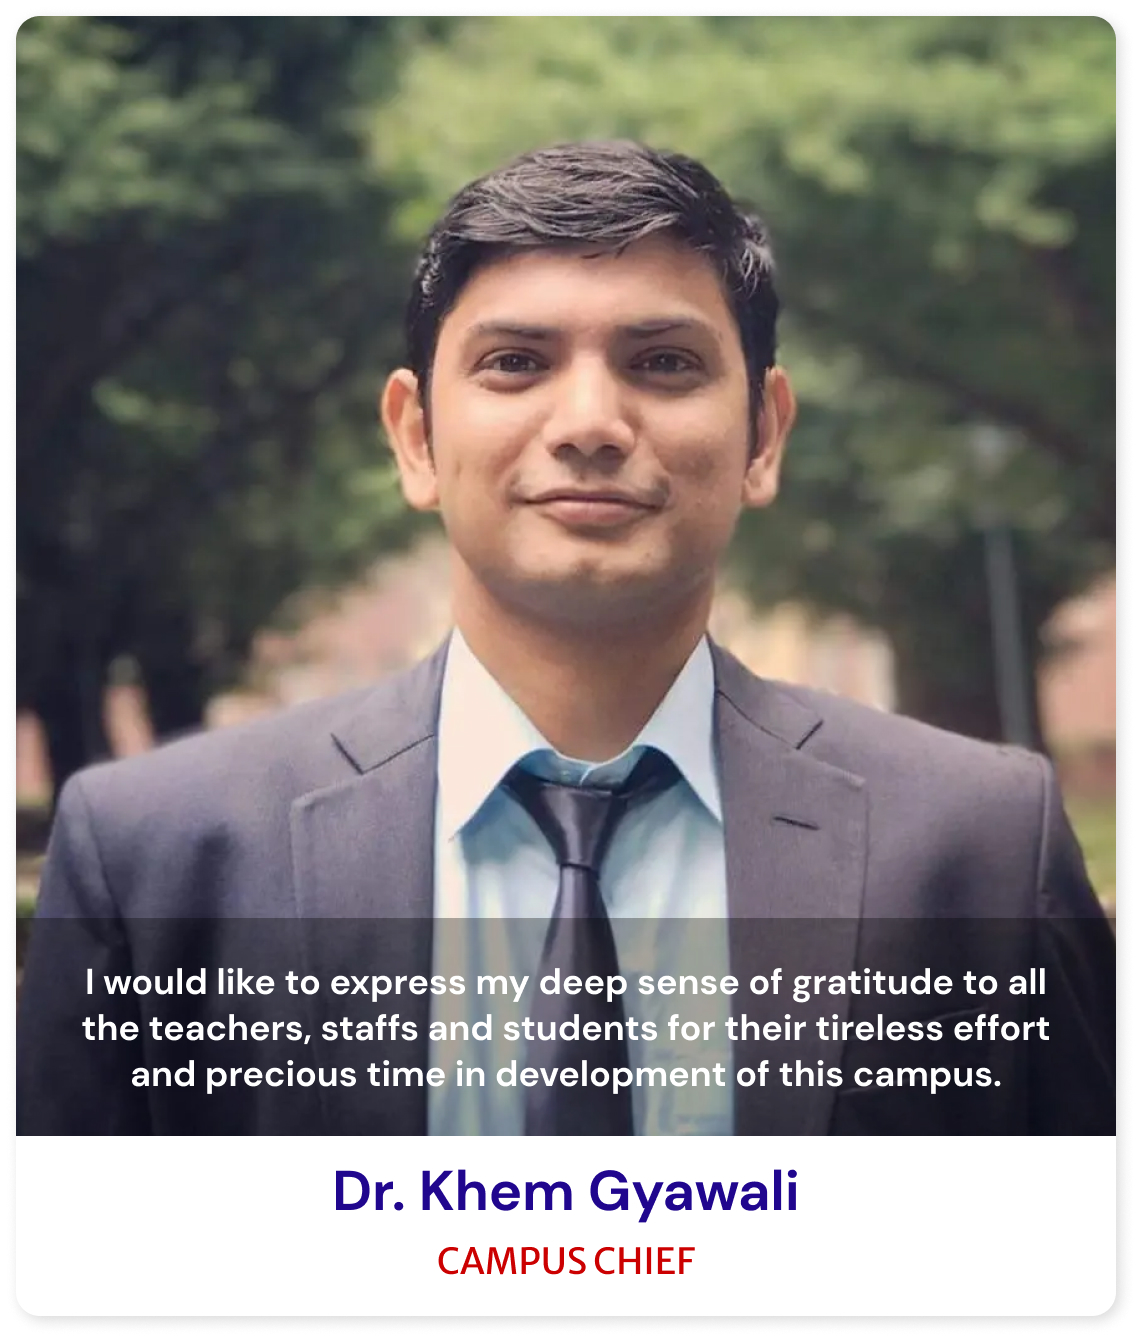 I would like to express my deep sense of gratitude to all
the teachers, staffs and students for their tireless effort
and precious time in development of this campus.
Dr. Khem Gyawali
CAMPUS CHIEF